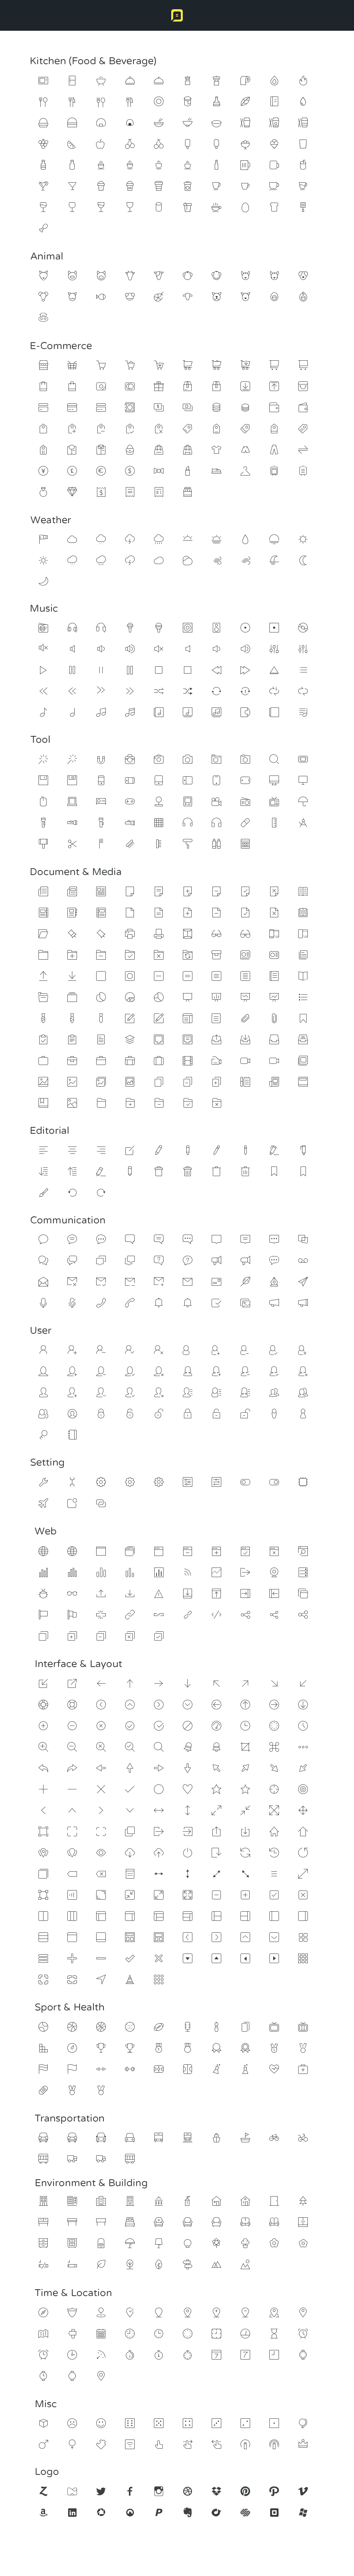 Kitchen (Food & Beverage)
Animal
E-Commerce
Weather
Music
Tool
Document & Media
Editorial
Communication
User
Setting
Web
Interface & Layout
Sport & Health
Transportation
Environment & Building
Time & Location
Misc
Logo